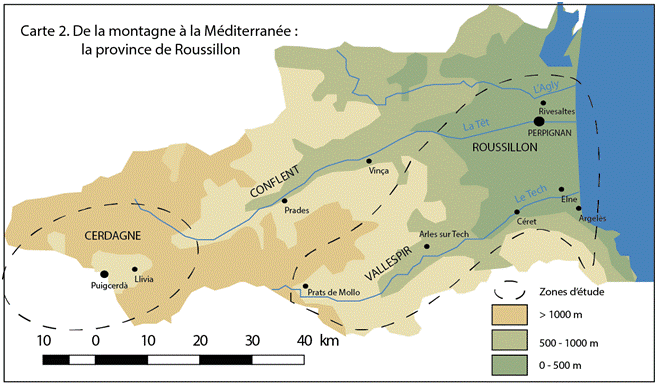 Carte 2. De la montagne à la Méditerranée :
la province de Roussillon
L'Agly
Rivesaltes
La Têt
PERPIGNAN
ROUSSILLON
CONFLENT
Vinça
Le Tech
Elne
Prades
Céret
Argeles
CERDAGNE
Arles sur Tech
VALLESPIR
Llivia
Puigcerdà
Prats de Mollo
Zones d'étude
> 1000 m
10 0 10 20 30 40 km
500 - 1000 m
0 - 500 m